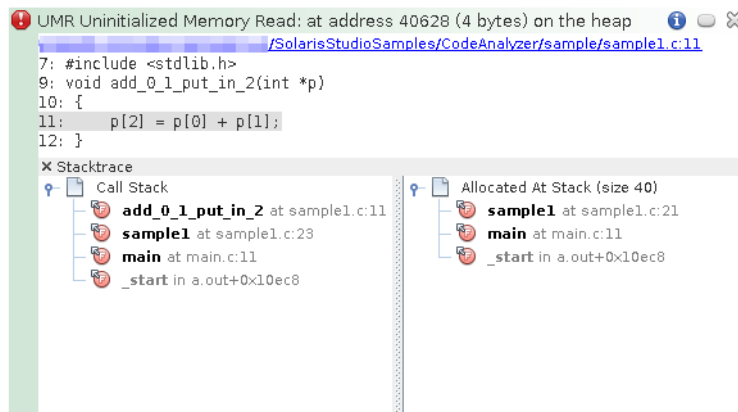 UMR Uninitialized Memory Read: at address 40628 (4 bytes) on the heap
/SolarisStudioSamples/CodeAnalyzer/sample/sample1.c:11
7: #include <stdlib.h>
9: void add_0_1_put_in_2(int *p)
10: {
11: p[2] = p[0] + p[1];
12: }
Stacktrace
Call Stack
add_0_1_put_in_2 at sample1.c:11
sample1 at sample1.c:23
main at main.c:11
_start in a.out+0x10ec8
Allocated At Stack (size 40)
sample1 at sample1.c:21
main at main.c:11
_start in a.out+0x10ec8